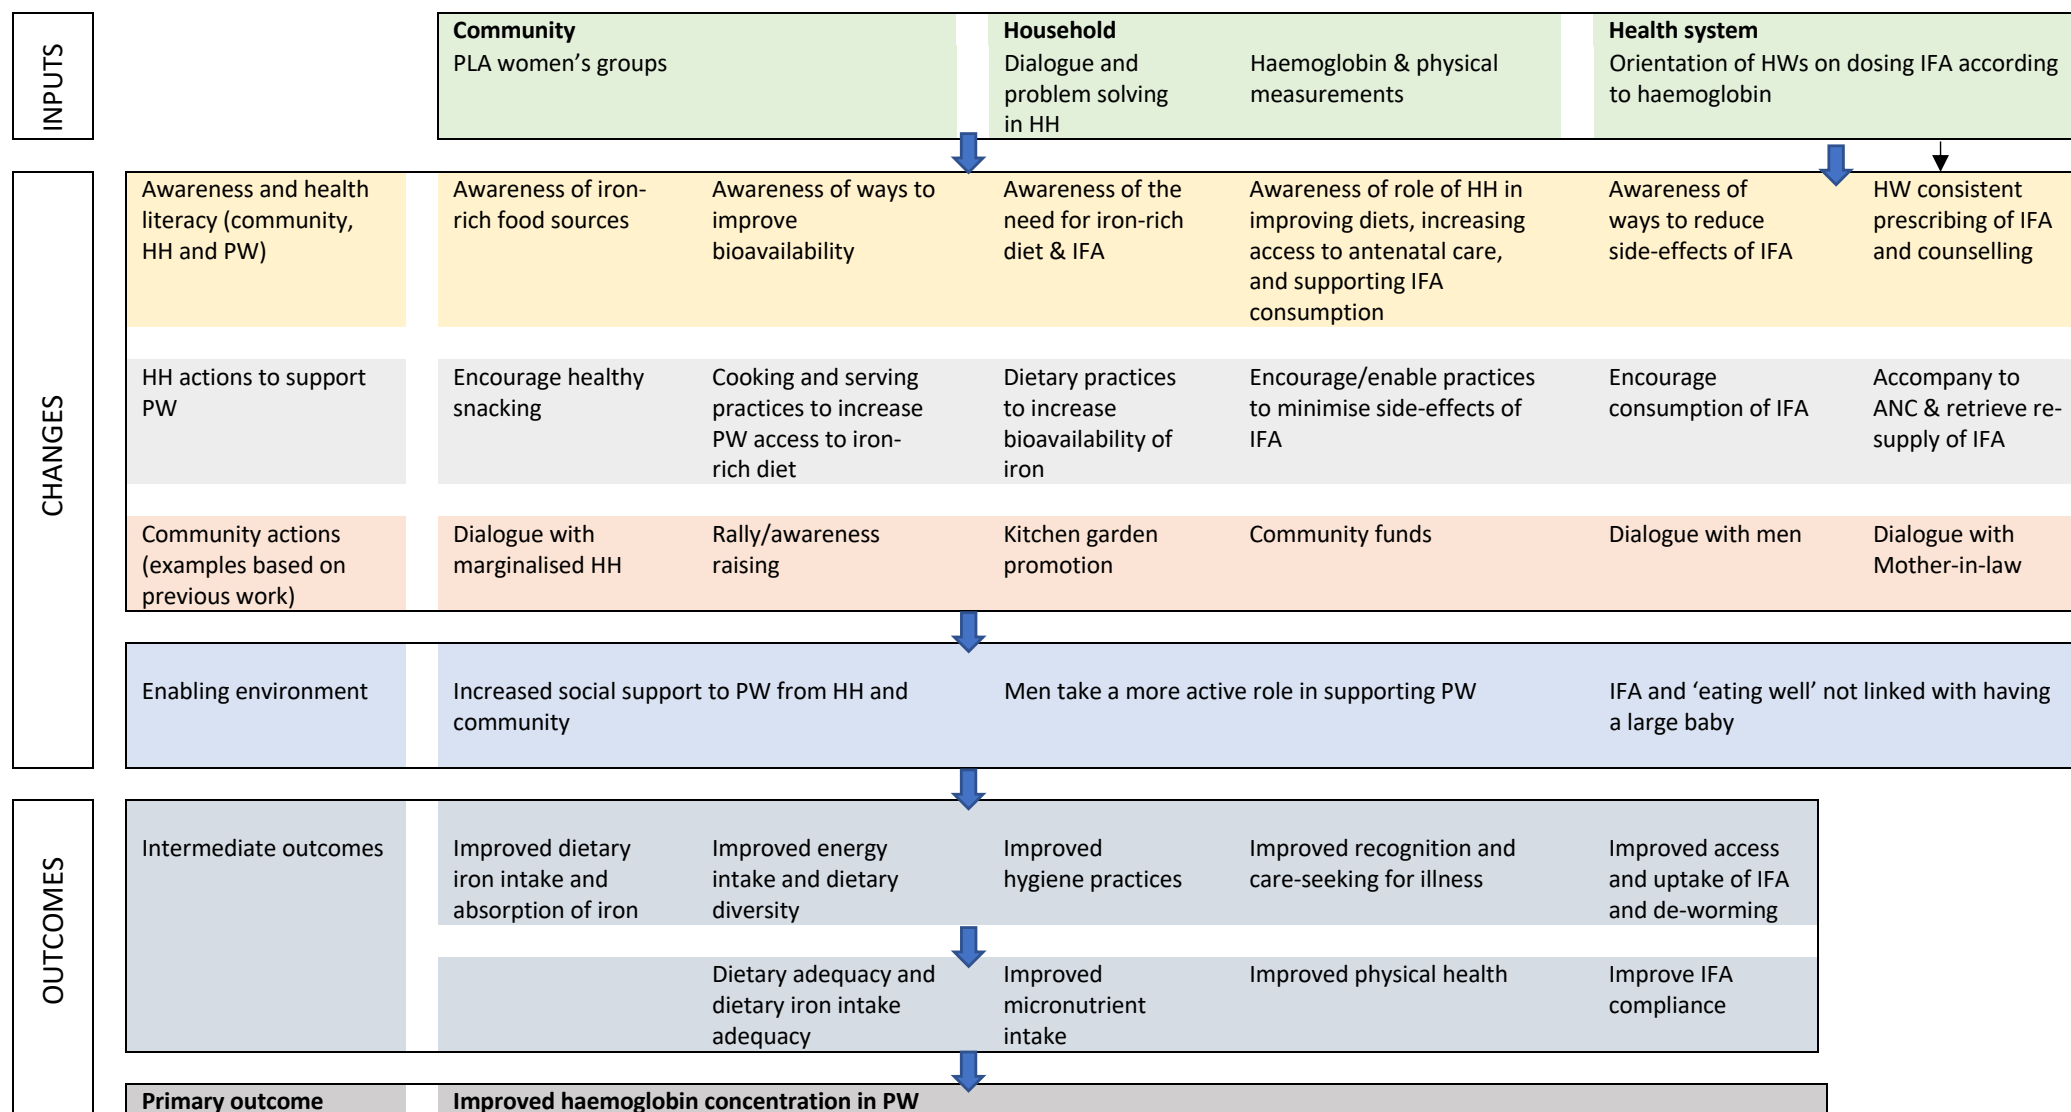 INPUTS
Community
PLA women's groups
Household
Dialogue and
problem solving
in HH
Haemoglobin & physical
measurements
Health system
Orientation of HWs on dosing IFA according
to haemoglobin
CHANGES
Awareness and health
literacy (community,
HH and PW)
Awareness of iron-
rich food sources
Awareness of ways to
improve
bioavailability
Awareness of the
need for iron-rich
diet & IFA
Awareness of role of HH in
improving diets, increasing
access to antenatal care,
and supporting IFA
consumption
Awareness of
ways to reduce
side-effects of IFA
HW consistent
prescribing of IFA
and counselling
HH actions to support
PW
Encourage healthy
snacking
Cooking and serving
practices to increase
PW access to iron-
rich diet
Dietary practices
to increase
bioavailability of
iron
Encourage/enable practices
to minimise side-effects of
IFA
Encourage
consumption of IFA
Accompany to
ANC & retrieve re-
supply of IFA
Community actions
(examples based on
previous work)
Dialogue with
marginalised HH
Rally/awareness
raising
Kitchen garden
promotion
Community funds
Dialogue with men
Dialogue with
Mother-in-law
Enabling environment
Increased social support to PW from HH and
community
Men take a more active role in supporting PW
IFA and ‘eating well’ not linked with having
a large baby
OUTCOMES
Intermediate outcomes
Improved dietary
iron intake and
absorption of iron
Improved energy
intake and dietary
diversity
Improved
hygiene practices
Improved recognition and
care-seeking for illness
Improved access
and uptake of IFA
and de-worming
Dietary adequacy and
dietary iron intake
adequacy
Improved
micronutrient
intake
Improved physical health
Improve IFA
compliance
Primary outcome
Improved haemoglobin concentration in PW